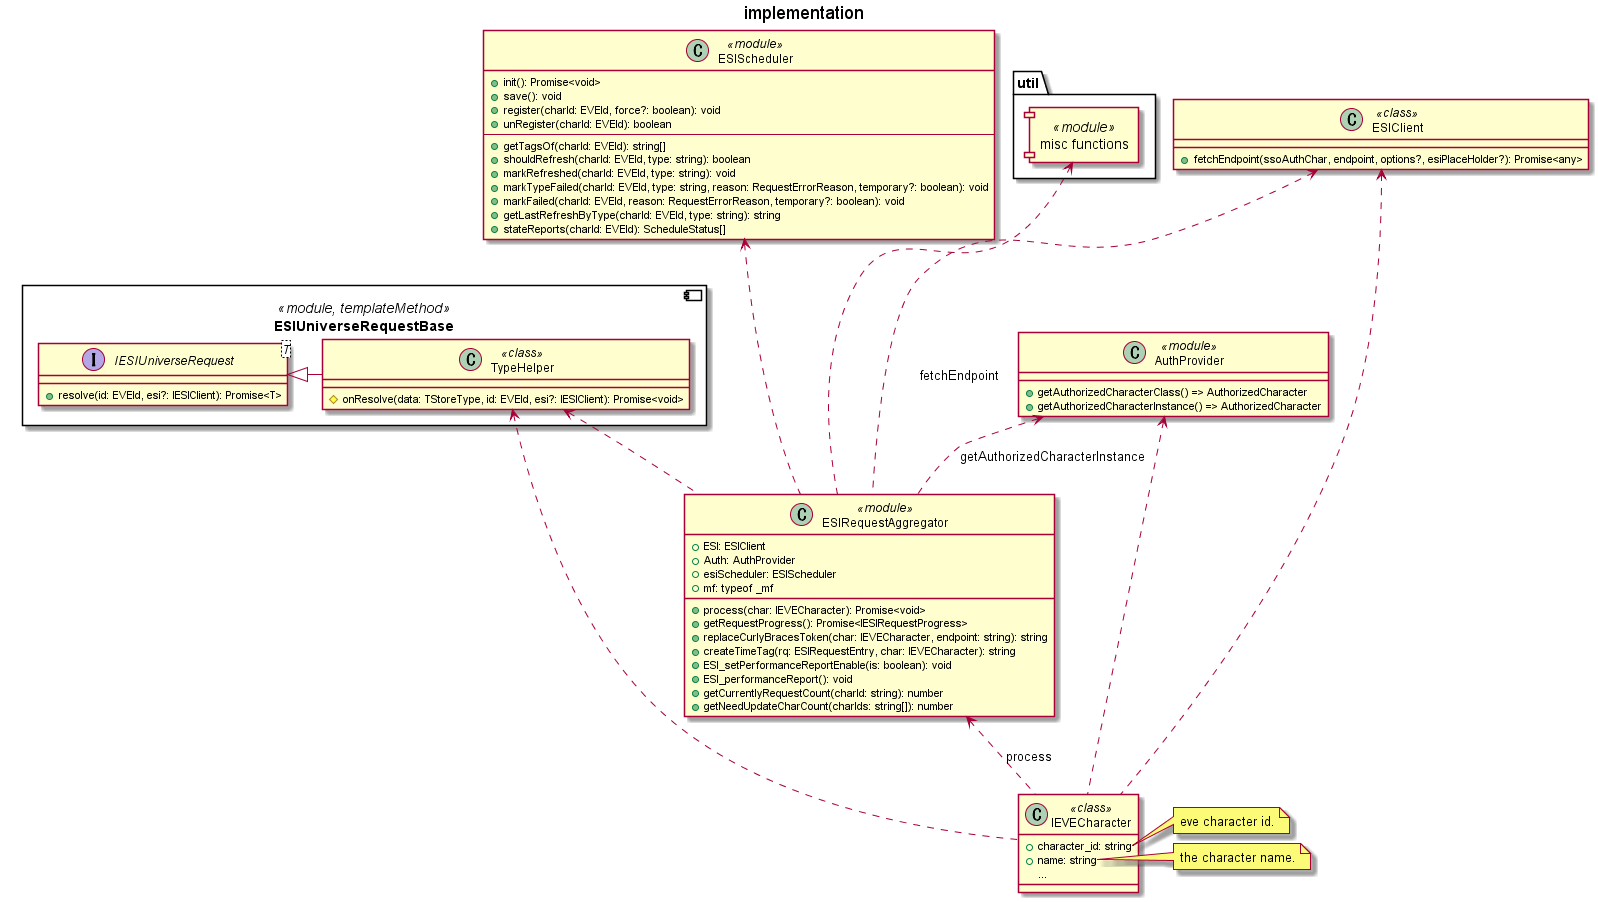 implementation
C
«module»
ESIScheduler
init(): Promise<void>
save(): void
register(charId: EVEId, force?: boolean): void
unRegister(charId: EVEId): boolean
getTagsOf(charId: EVEId): string[]
shouldRefresh(charId: EVEId, type: string): boolean
markRefreshed(charId: EVEId, type: string): void
markTypeFailed(charId: EVEId, type: string, reason: RequestErrorReason, temporary?: boolean): void
markFailed(charId: EVEId, reason: RequestErrorReason, temporary?: boolean): void
getLastRefreshByType(charId: EVEId, type: string): string
stateReports(charId: EVEId): ScheduleStatus[]
util
«module»
misc functions
C
«class»
ESIClient
fetchEndpoint(ssoAuthChar, endpoint, options?, esiPlaceHolder?): Promise<any>
«module, templateMethod»
ESIUniverseRequestBase
I
IESIUniverseRequest
T
resolve(id: EVEId, esi?: IESIClient): Promise<T>
C
«class»
TypeHelper
onResolve(data: TStoreType, id: EVEId, esi?: IESIClient): Promise<void>
C
«module»
AuthProvider
getAuthorizedCharacterClass() => AuthorizedCharacter
getAuthorizedCharacterInstance() => AuthorizedCharacter
fetchEndpoint
getAuthorizedCharacterInstance
C
«module»
ESIRequestAggregator
ESI: ESIClient
Auth: AuthProvider
esiScheduler: ESIScheduler
mf: typeof _mf
process(char: IEVECharacter): Promise<void>
getRequestProgress(): Promise<IESIRequestProgress>
replaceCurlyBracesToken(char: IEVECharacter, endpoint: string): string
createTimeTag(rq: ESIRequestEntry, char: IEVECharacter): string
ESI_setPerformanceReportEnable(is: boolean): void
ESI_performanceReport(): void
getCurrentlyRequestCount(charId: string): number
getNeedUpdateCharCount(charIds: string[]): number
process
C
«class»
IEVECharacter
character_id: string
name: string
...
eve character id.
the character name.